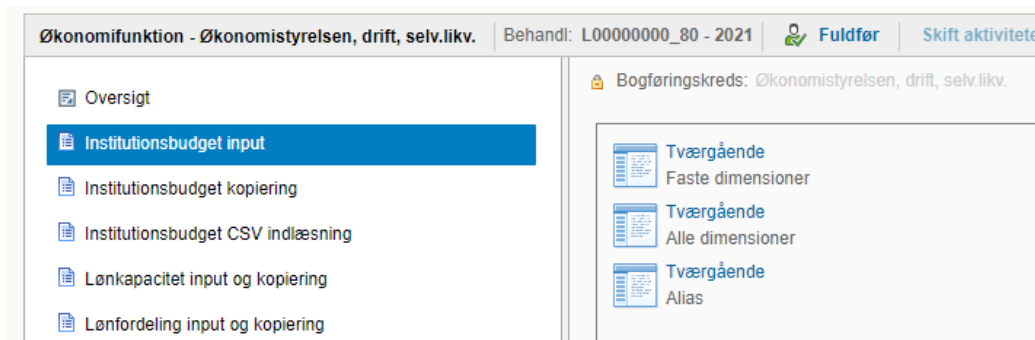 Økonomifunktion - Økonomistyrelsen, drift, selv.likv. Behandl: L00000000_80 - 2021 Fuldfør Skift aktivitete
Oversigt
Institutionsbudget input
Institutionsbudget kopiering
Institutionsbudget CSV indlæsning
Lønkapacitet input og kopiering
Lønfordeling input og kopiering
Bogføringskreds: Økonomistyrelsen, drift, selv.likv.
Tværgående
Faste dimensioner
Tværgående
Alle dimensioner
Tværgående
Alias